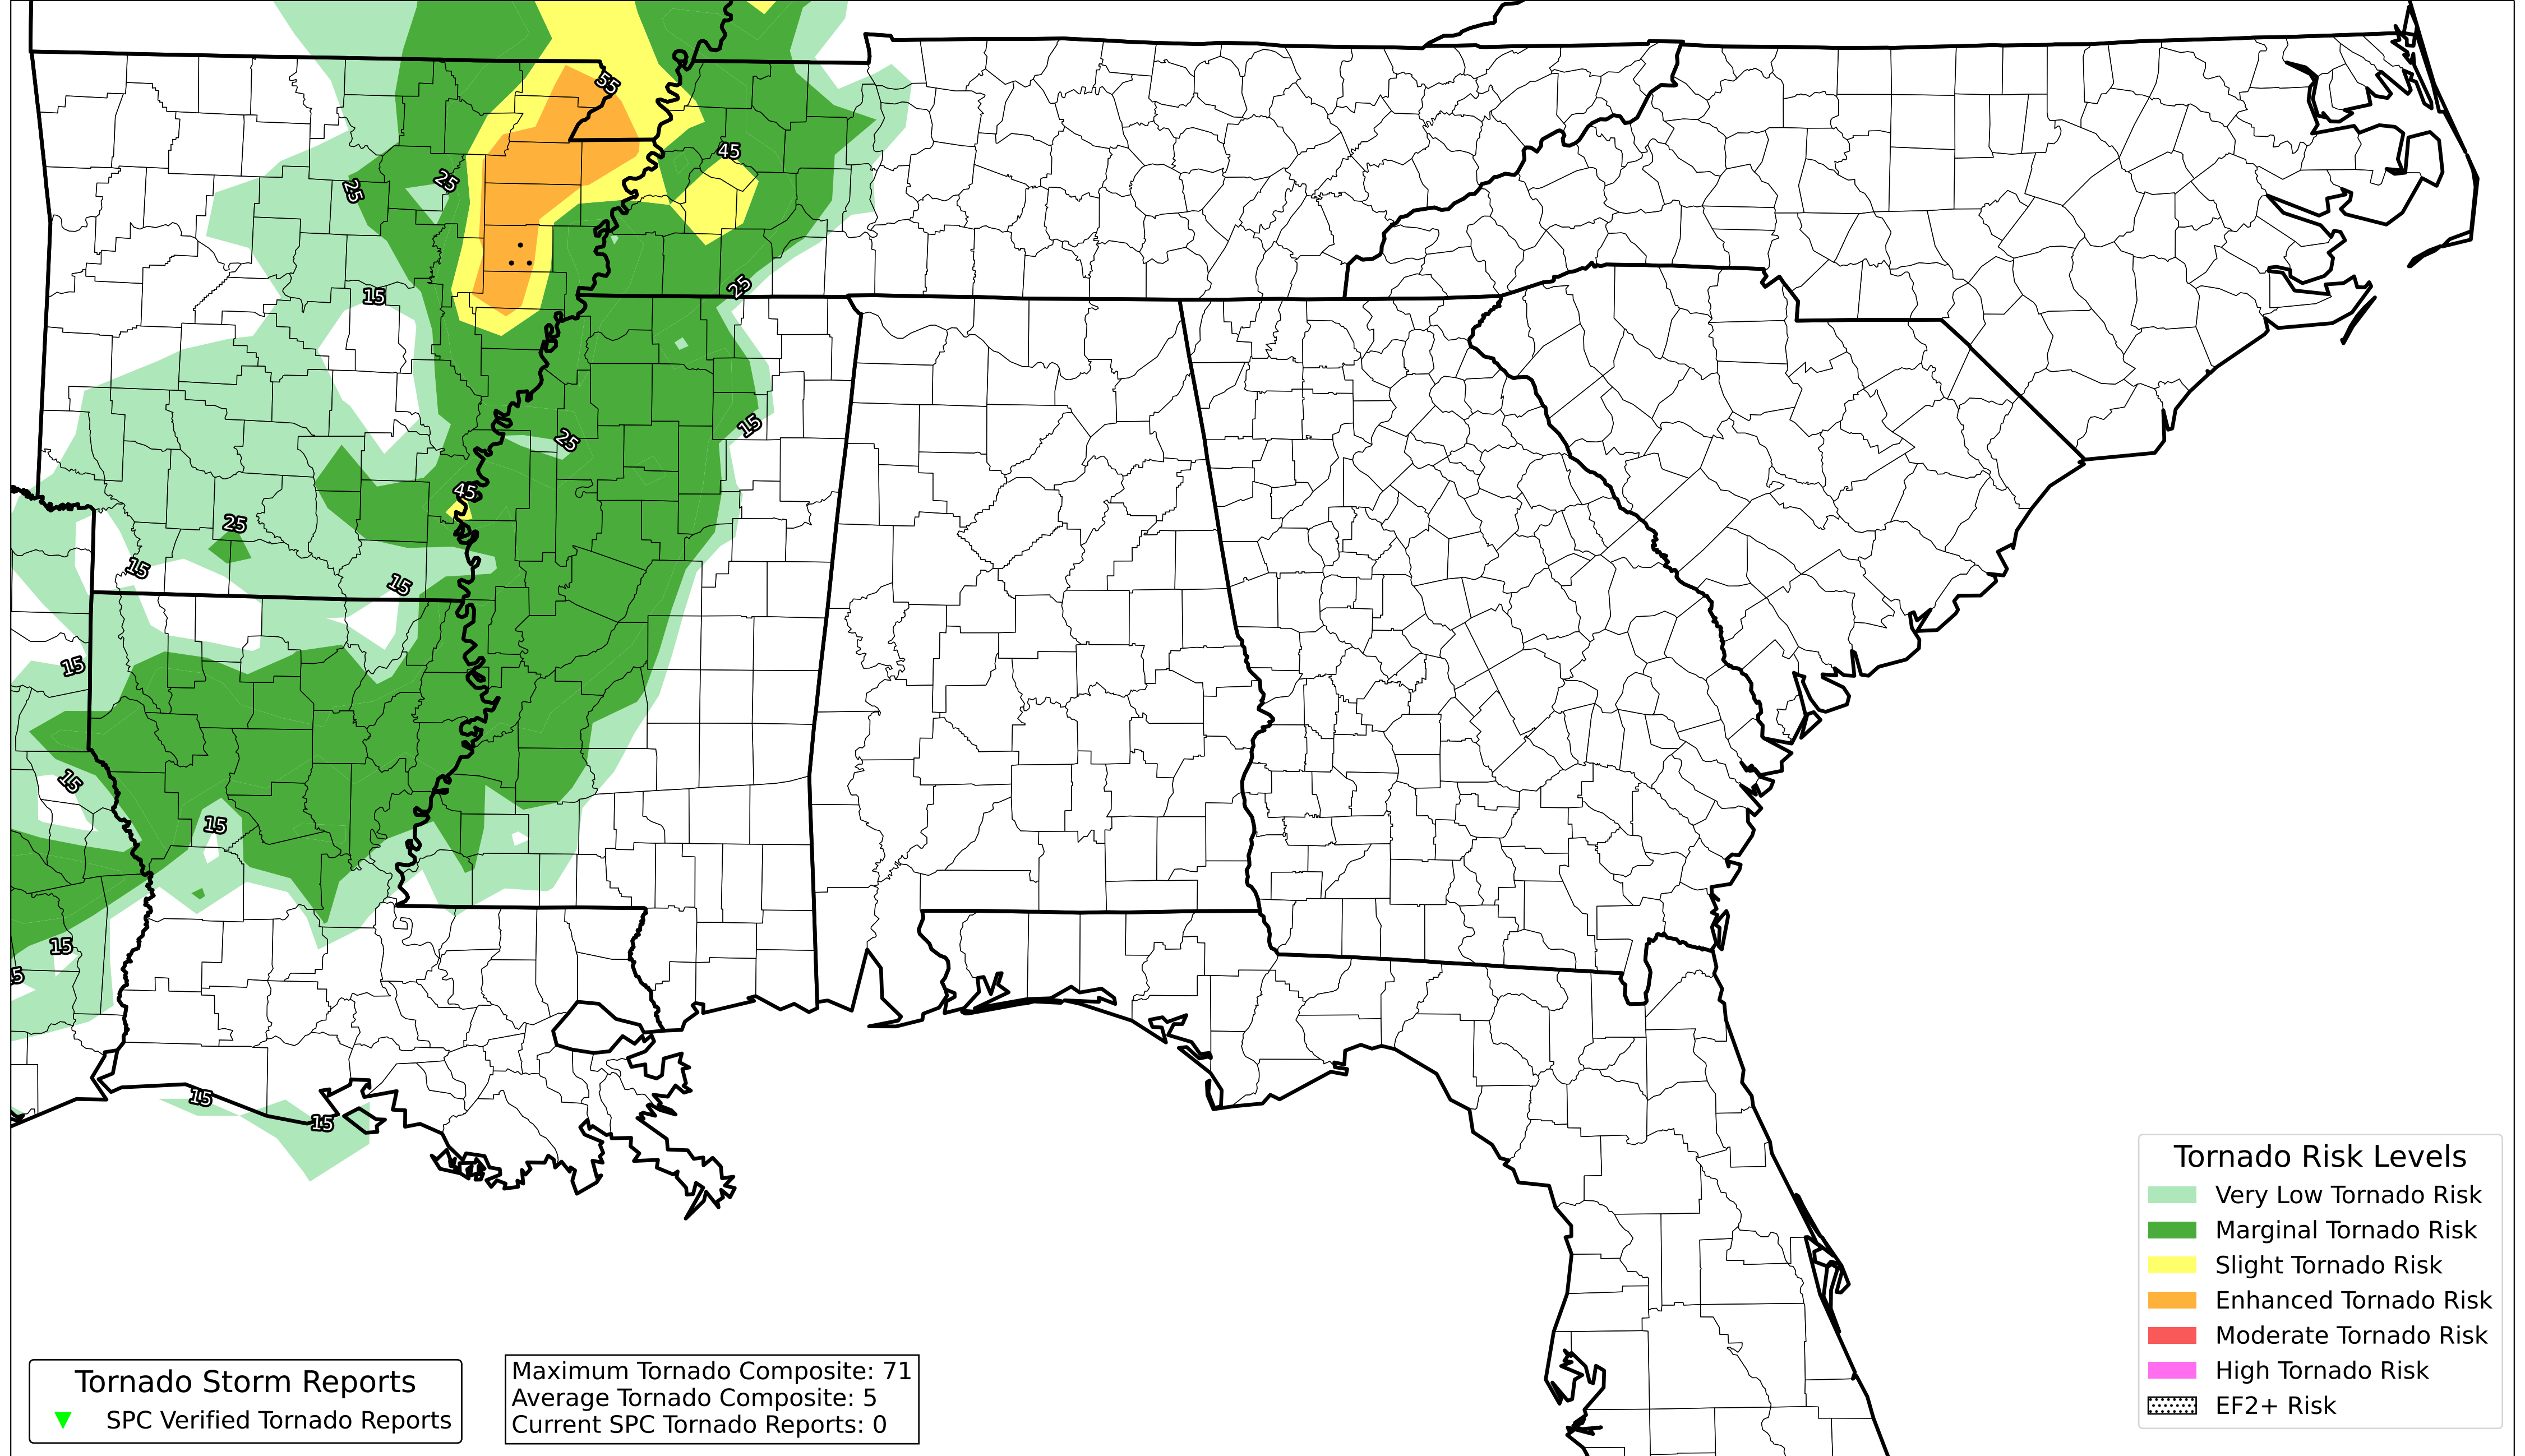 55
45
25
25
25
15
15
25
45
25
15
15
15
15
15
15
5
15
15
Tornado Risk Levels
Very Low Tornado Risk
Marginal Tornado Risk
Slight Tornado Risk
Enhanced Tornado Risk
Moderate Tornado Risk
High Tornado Risk
EF2+ Risk
Tornado Storm Reports
SPC Verified Tornado Reports
Maximum Tornado Composite: 71
Average Tornado Composite: 5
Current SPC Tornado Reports: 0